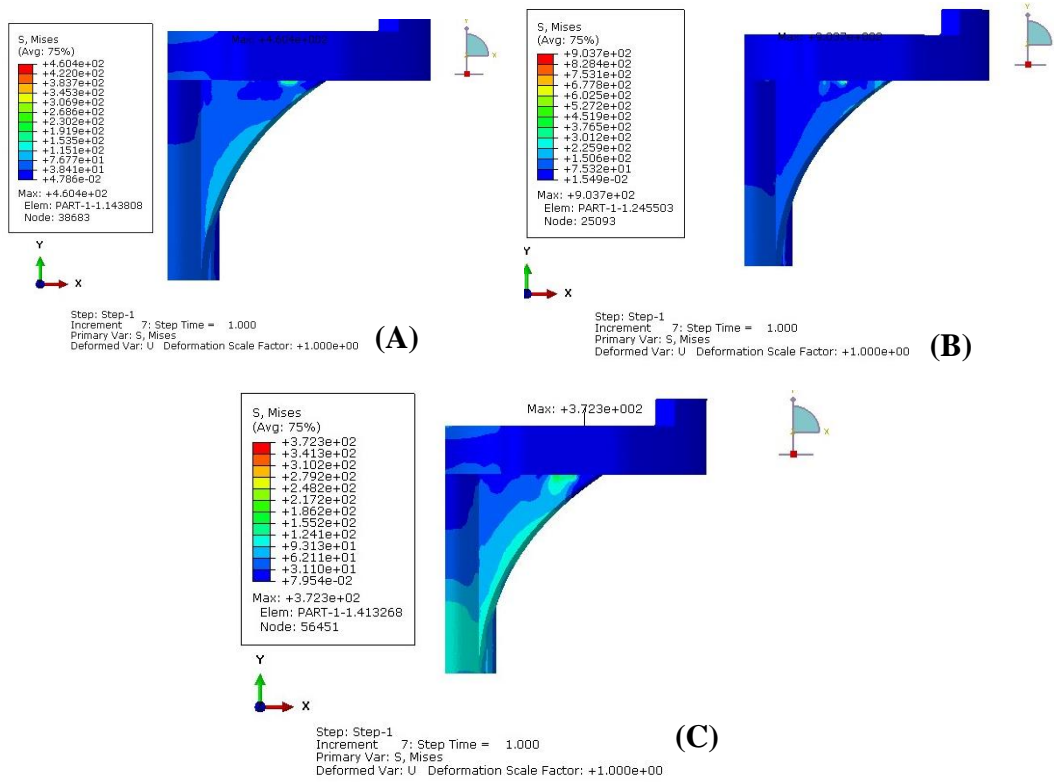 S, Mises
(Avg: 75%)
+4.604e+02
+4.220e+02
+3.837e+02
+3.453e+02
+3.069e+02
+2.686e+02
+2.302e+02
+1.919e+02
+1.535e+02
+1.151e+02
+7.677e+01
+3.841e+01
+4.786e-02
Max: +4.604e+02
Elem: PART-1-1.143808
Node: 38683
Max: +4.604e+002
Y
X
Y
X
Step: Step-1
Increment 7: Step Time = 1.000
Primary Var: S, Mises
Deformed Var: U Deformation Scale Factor: +1.000e+00
(A)
S, Mises
(Avg: 75%)
+9.037e+02
+8.284e+02
+7.531e+02
+6.778e+02
+6.025e+02
+5.272e+02
+4.519e+02
+3.765e+02
+3.012e+02
+2.259e+02
+1.506e+02
+7.532e+01
+1.549e-02
Max: +9.037e+02
Elem: PART-1-1.245503
Node: 25093
Max: +9.037e+002
Y
X
Y
X
Step: Step-1
Increment 7: Step Time = 1.000
Primary Var: S, Mises
Deformed Var: U Deformation Scale Factor: +1.000e+00
(B)
S, Mises
(Avg: 75%)
+3.723e+02
+3.413e+02
+3.102e+02
+2.792e+02
+2.482e+02
+2.172e+02
+1.862e+02
+1.552e+02
+1.241e+02
+9.313e+01
+6.211e+01
+3.110e+01
+7.954e-02
Max: +3.723e+02
Elem: PART-1-1.413268
Node: 56451
Max: +3.723e+002
X
Y
X
Step: Step-1
Increment 7: Step Time = 1.000
Primary Var: S, Mises
Deformed Var: U Deformation Scale Factor: +1.000e+00
(C)